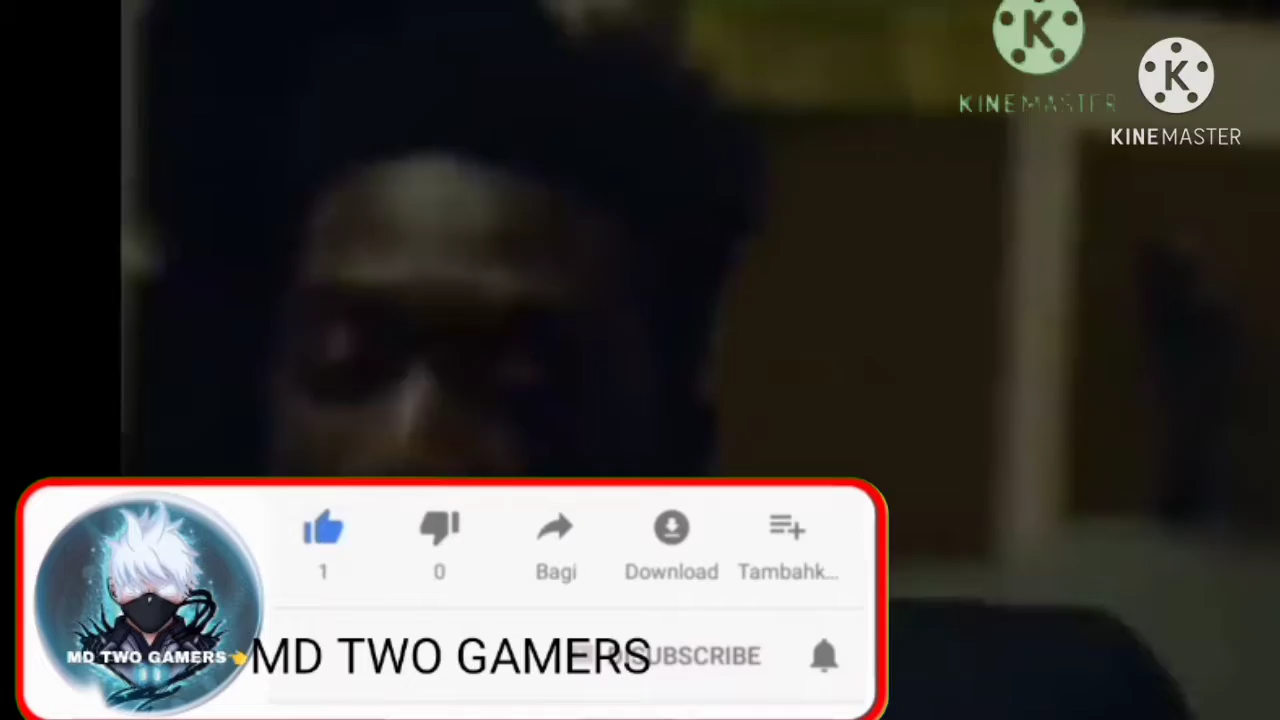 K
KINEMASTER
K
KINEMASTER
1
0
Bagi
Download
Tambahk...
MD TWO GAMERS
MD TWO GAMERS
SUBSCRIBE